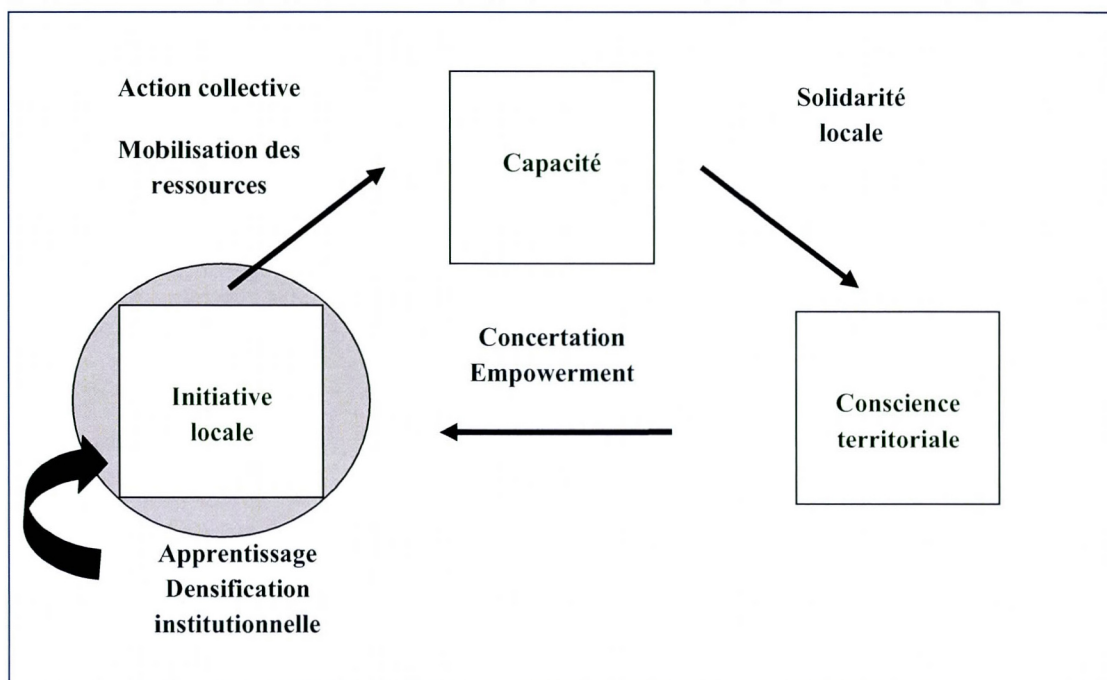 Action collective
Mobilisation des
ressources
Capacité
Solidarité
locale
Initiative
locale
Concertation
Empowerment
Conscience
territoriale
Apprentissage
Densification
institutionnelle